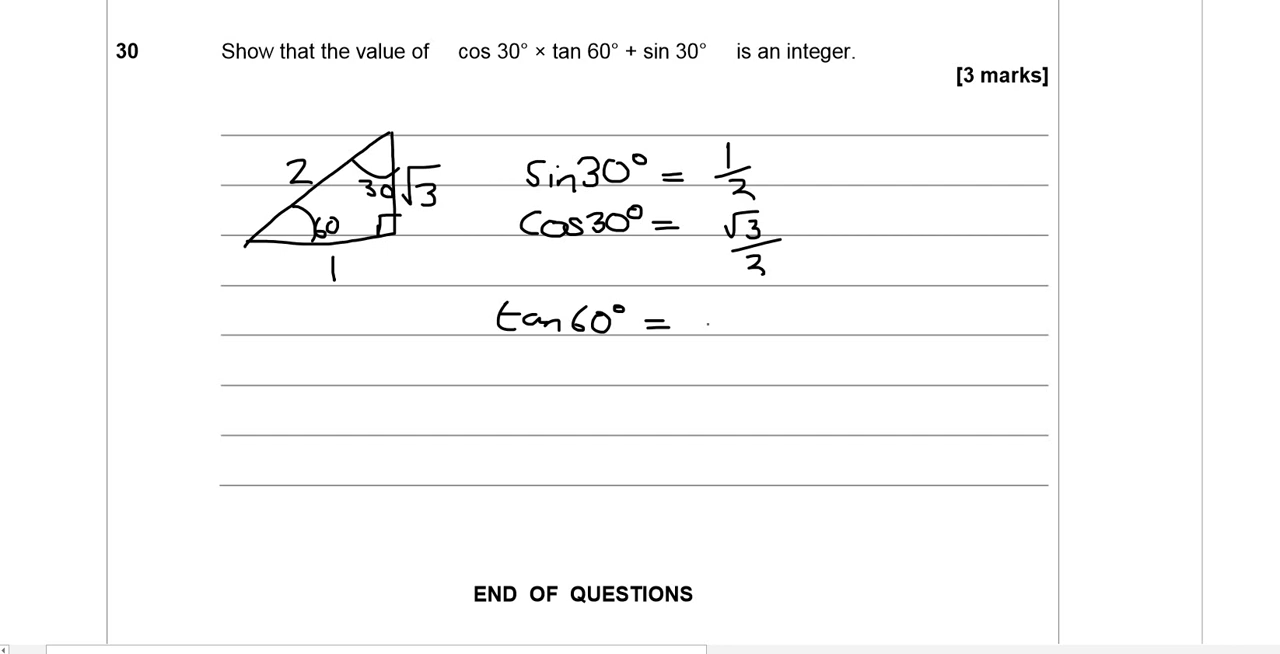 30 Show that the value of cos 30° × tan 60° + sin 30° is an integer.
[3 marks]
2 30 √3 sin30° = 1/2
60 cos30° = √3/2
1
tan60° =
END OF QUESTIONS